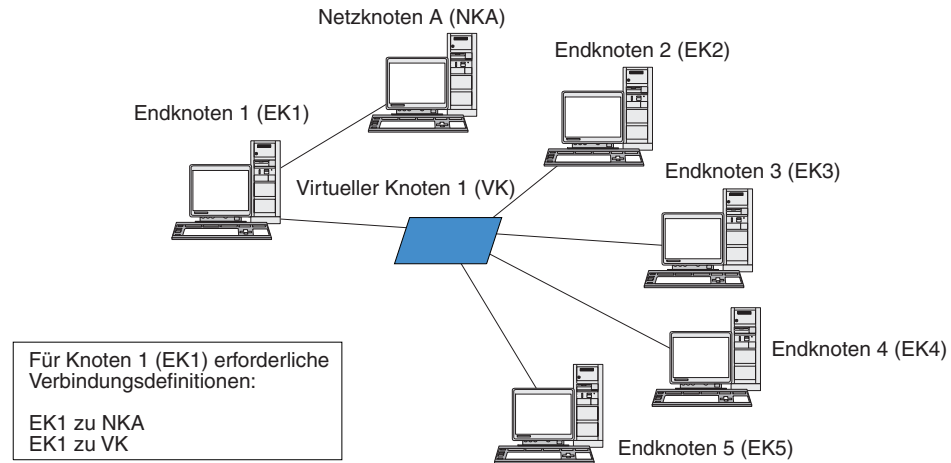 Netzknoten A (NKA)
Endknoten 2 (EK2)
Endknoten 1 (EK1)
Endknoten 3 (EK3)
Virtueller Knoten 1 (VK)
Endknoten 4 (EK4)
Für Knoten 1 (EK1) erforderliche
Verbindungsdefinitionen:
EK1 zu NKA
EK1 zu VK
Endknoten 5 (EK5)